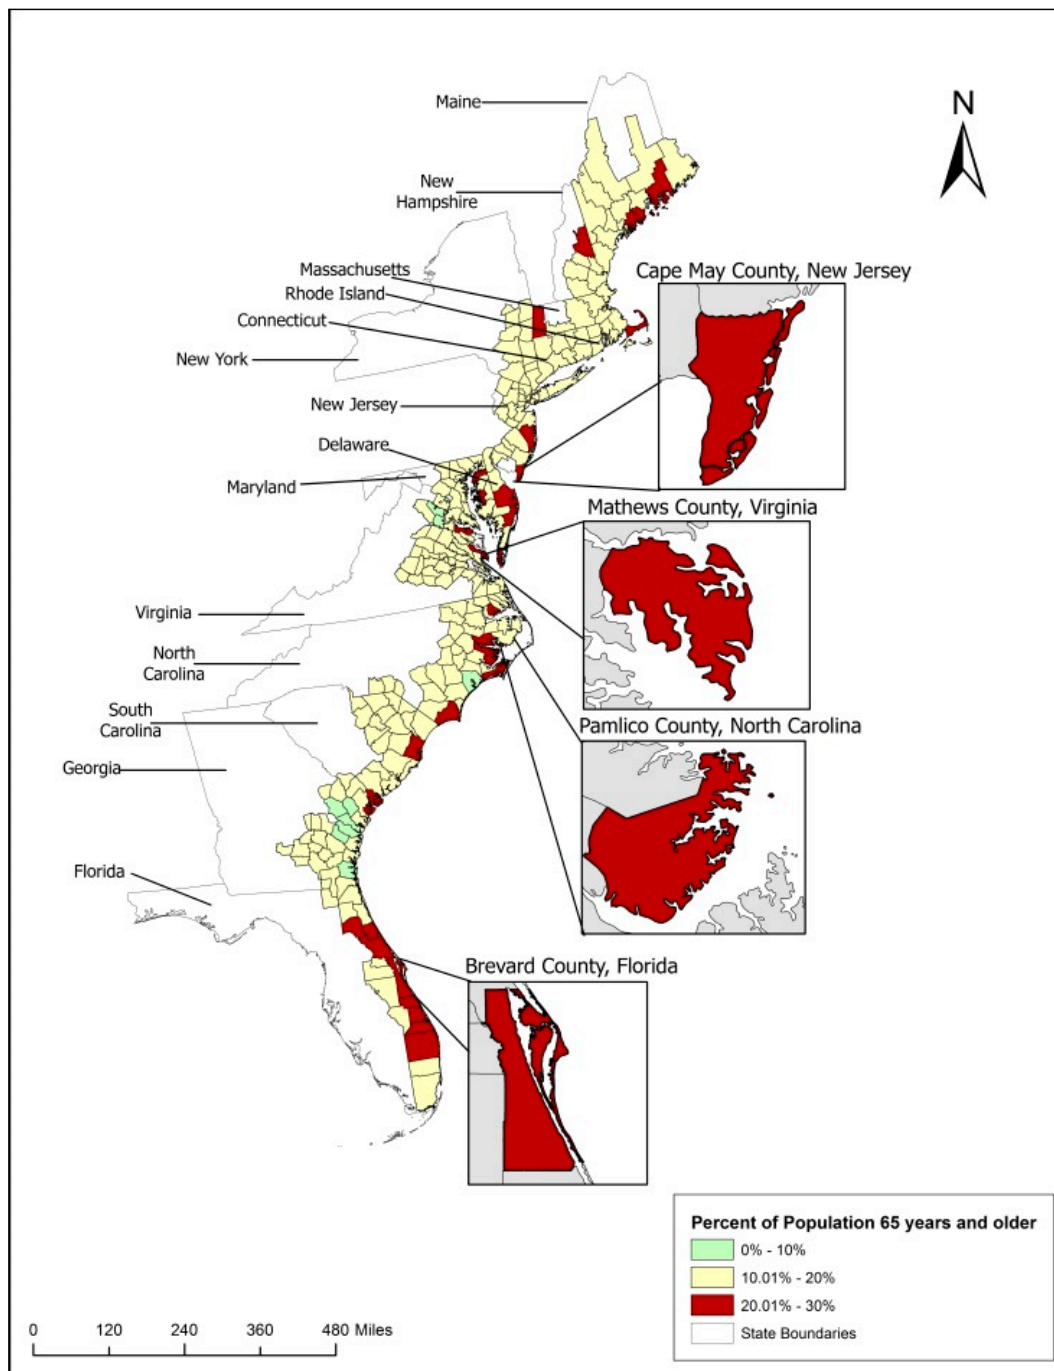 Maine
N
New
Hampshire
Massachusetts
Cape May County, New Jersey
Rhode Island
Connecticut
New York
New Jersey
Delaware
Maryland
Mathews County, Virginia
Virginia
North
Carolina
South
Carolina
Pamlico County, North Carolina
Georgia
Florida
Brevard County, Florida
Percent of Population 65 years and older
0% - 10%
10.01% - 20%
20.01% - 30%
State Boundaries
0 120 240 360 480 Miles